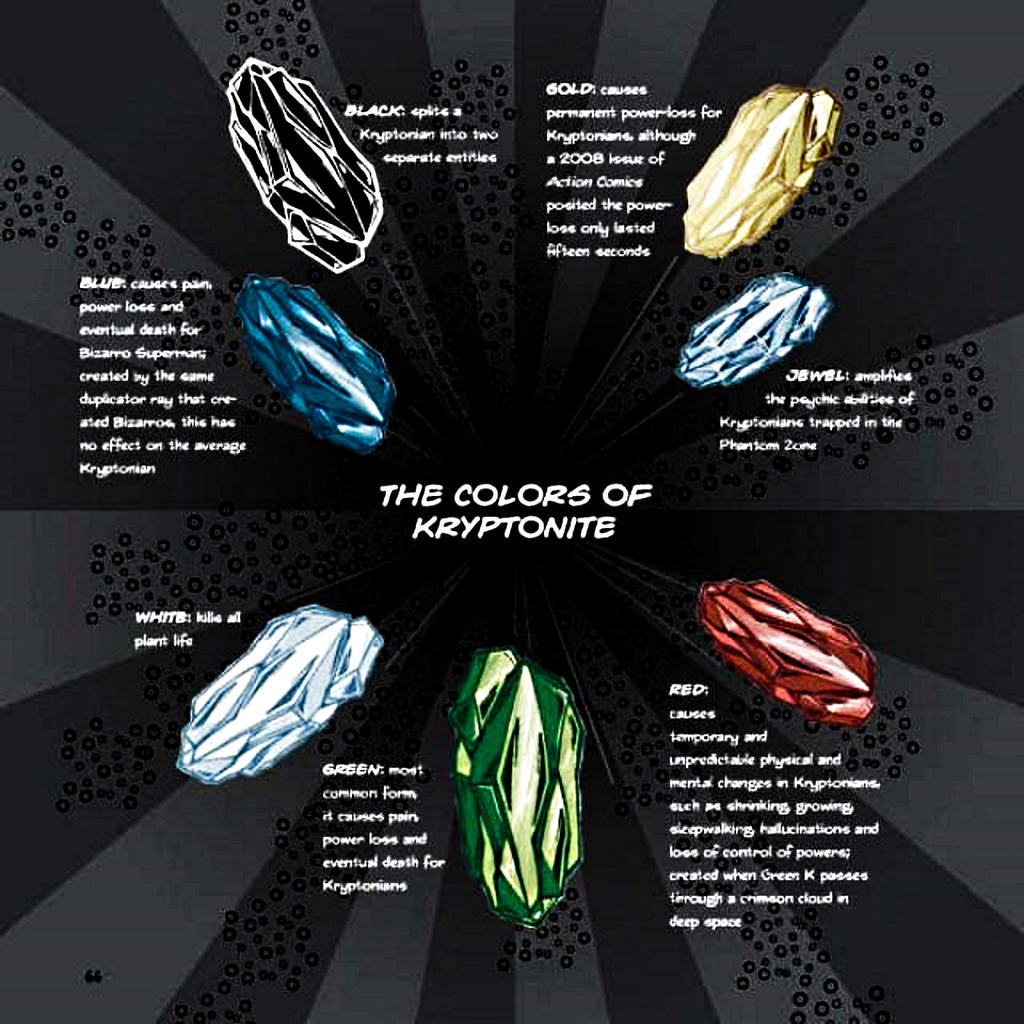 BLACK: splits a
Kryptonian into two
separate entities
GOLD: causes
permanent power-loss for
Kryptonians, although
a 2008 issue of
Action Comics
posited the power-
loss only lasted
fifteen seconds
BLUE: causes pain,
power loss and
eventual death for
Bizarro Superman;
created by the same
duplicator ray that cre-
ated Bizarros, this has
no effect on the average
Kryptonian
JEWEL: amplifies
the psychic abilities of
Kryptonians trapped in the
Phantom Zone
THE COLORS OF
KRYPTONITE
WHITE: kills all
plant life
GREEN: most
common form,
it causes pain,
power loss and
eventual death for
Kryptonians
RED:
causes
temporary and
unpredictable physical and
mental changes in Kryptonians,
such as shrinking, growing,
sleepwalking, hallucinations and
loss of control of powers;
created when Green K passes
through a crimson cloud in
deep space
“